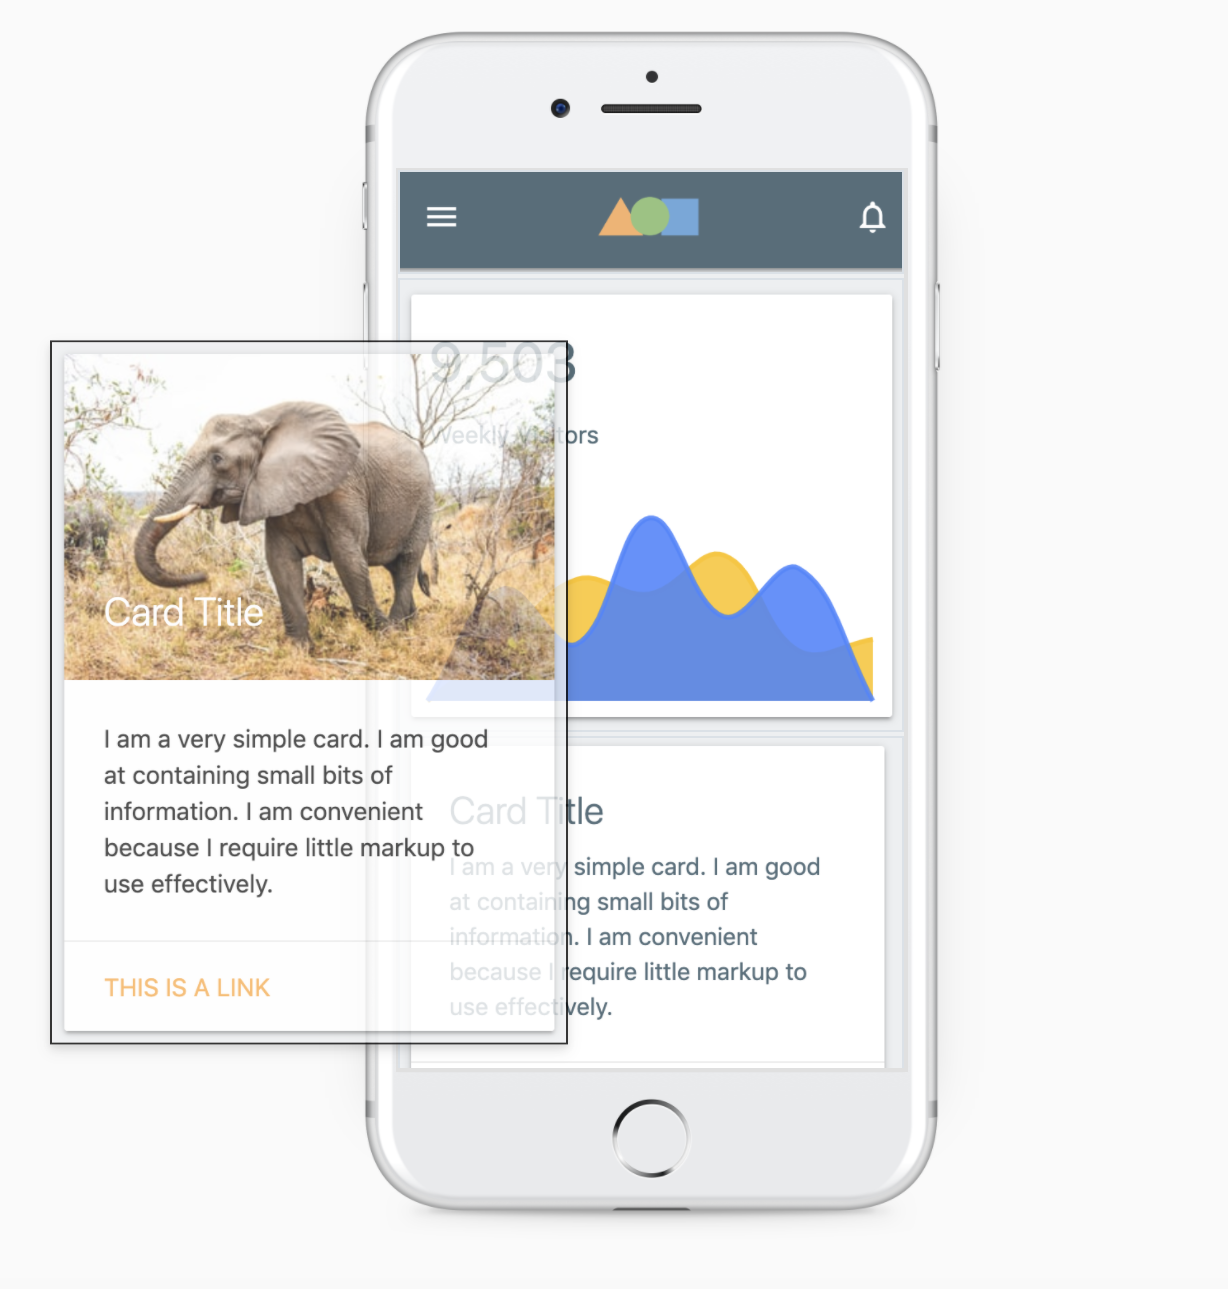 9,503
Weekly Visitors
Card Title
I am a very simple card. I am good
at containing small bits of
information. I am convenient
because I require little markup to
use effectively.
THIS IS A LINK
Card Title
I am a very simple card. I am good
at containing small bits of
information. I am convenient
because I require little markup to
use effectively.